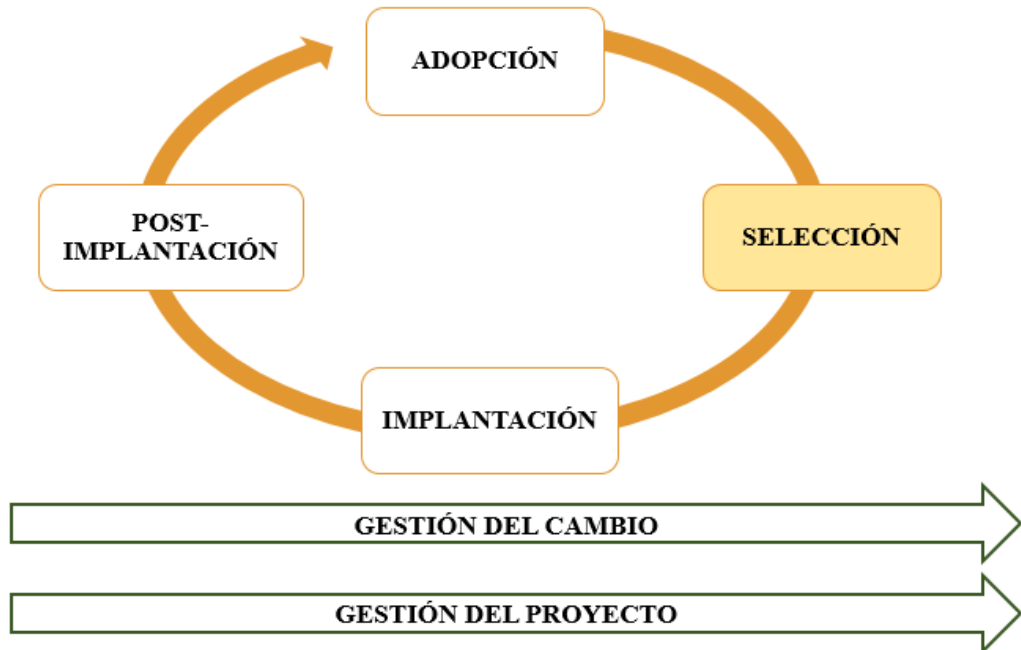 ADOPCIÓN
POST-
IMPLANTACIÓN
SELECCIÓN
IMPLANTACIÓN
GESTIÓN DEL CAMBIO
GESTIÓN DEL PROYECTO